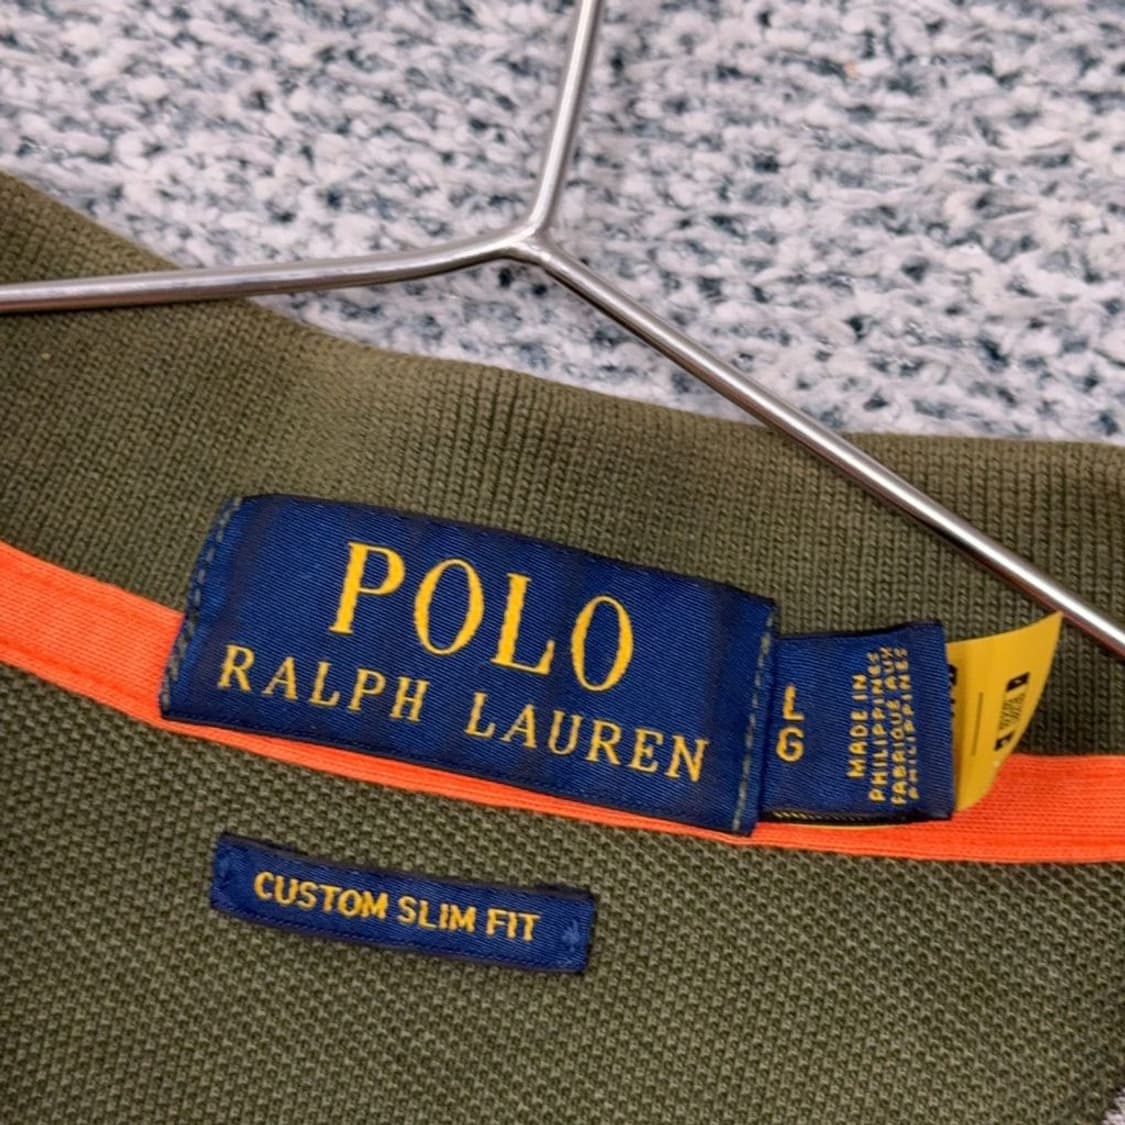 POLO
RALPH LAUREN
L
G
MADE IN
PHILIPPINES
FABRIQUÉ AUX
PHILIPPINES
CUSTOM SLIM FIT